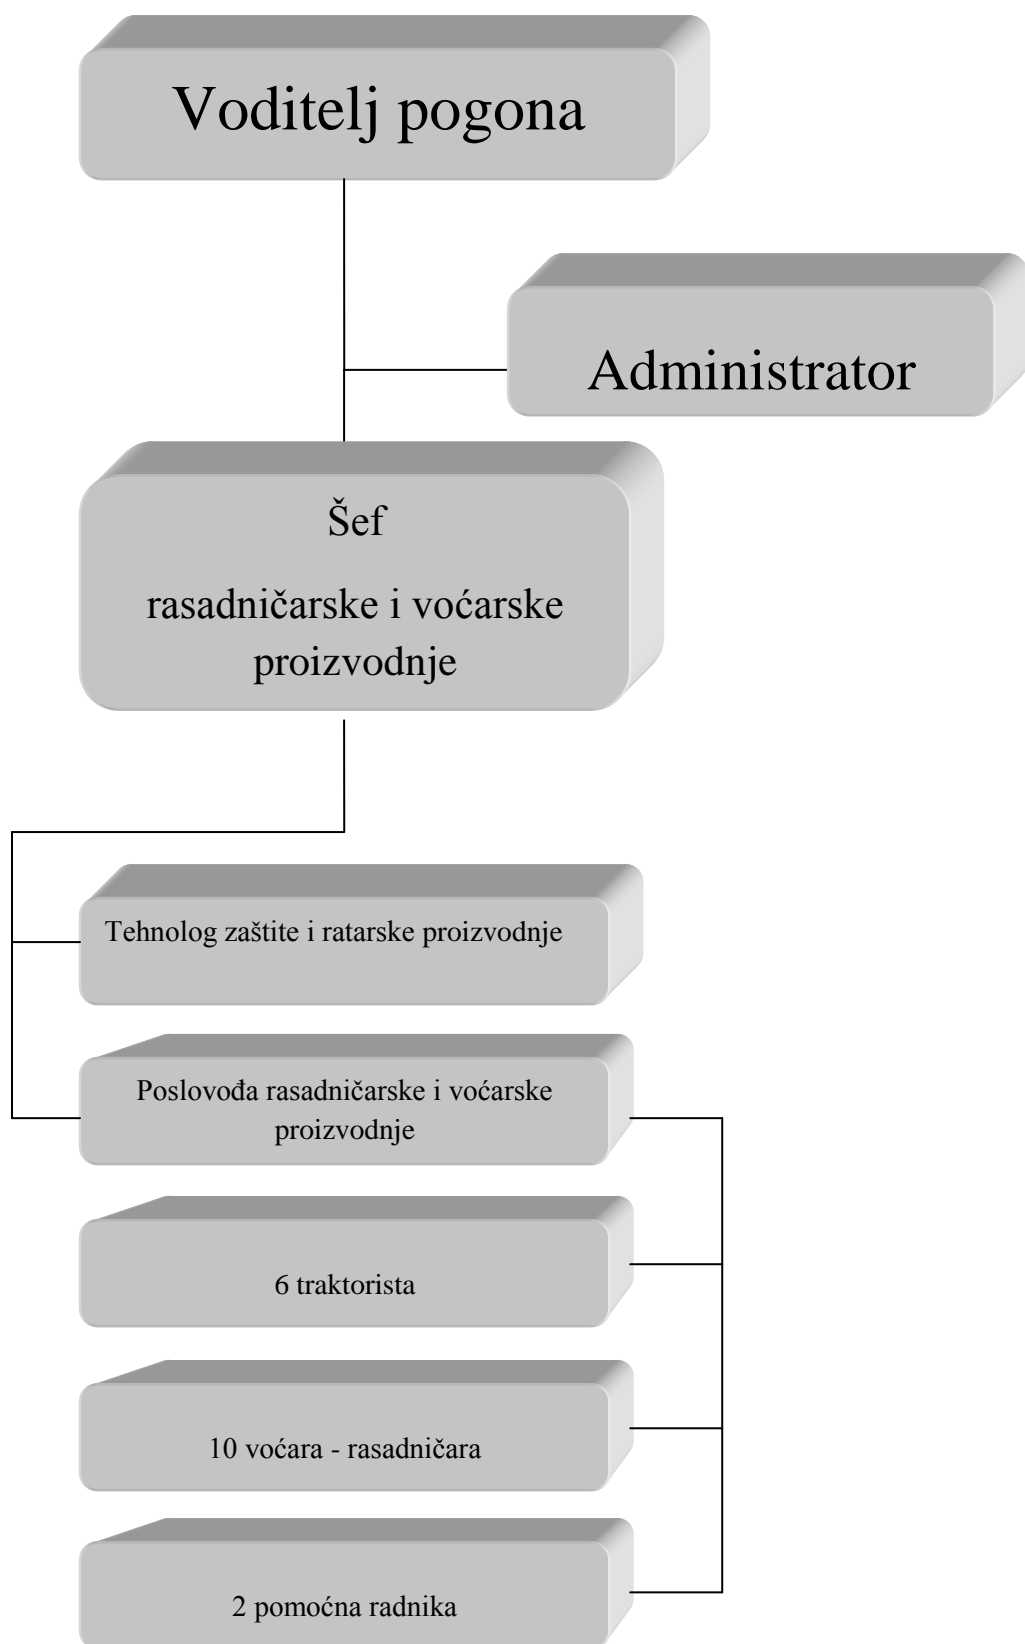 Voditelj pogona
Administrator
Šef
rasadničarske i voćarske
proizvodnje
Tehnolog zaštite i ratarske proizvodnje
Poslovođa rasadničarske i voćarske
proizvodnje
6 traktorista
10 voćara - rasadničara
2 pomoćna radnika